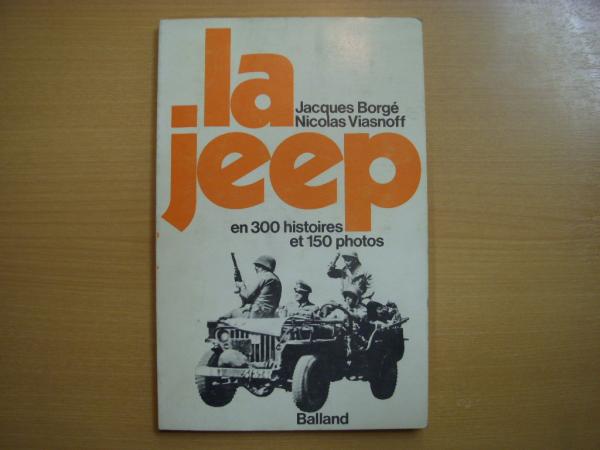 la
Jacques Borgé
Nicolas Viasnoff
jeep
en 300 histoires
et 150 photos
Balland